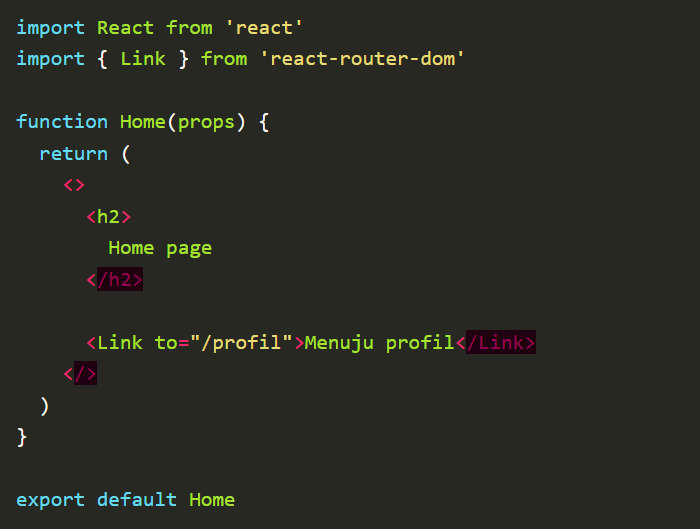 import React from 'react'
import { Link } from 'react-router-dom'

function Home(props) {
  return (
    <>
      <h2>
        Home page
      </h2>

      <Link to="/profil">Menuju profil</Link>
    </>
  )
}

export default Home